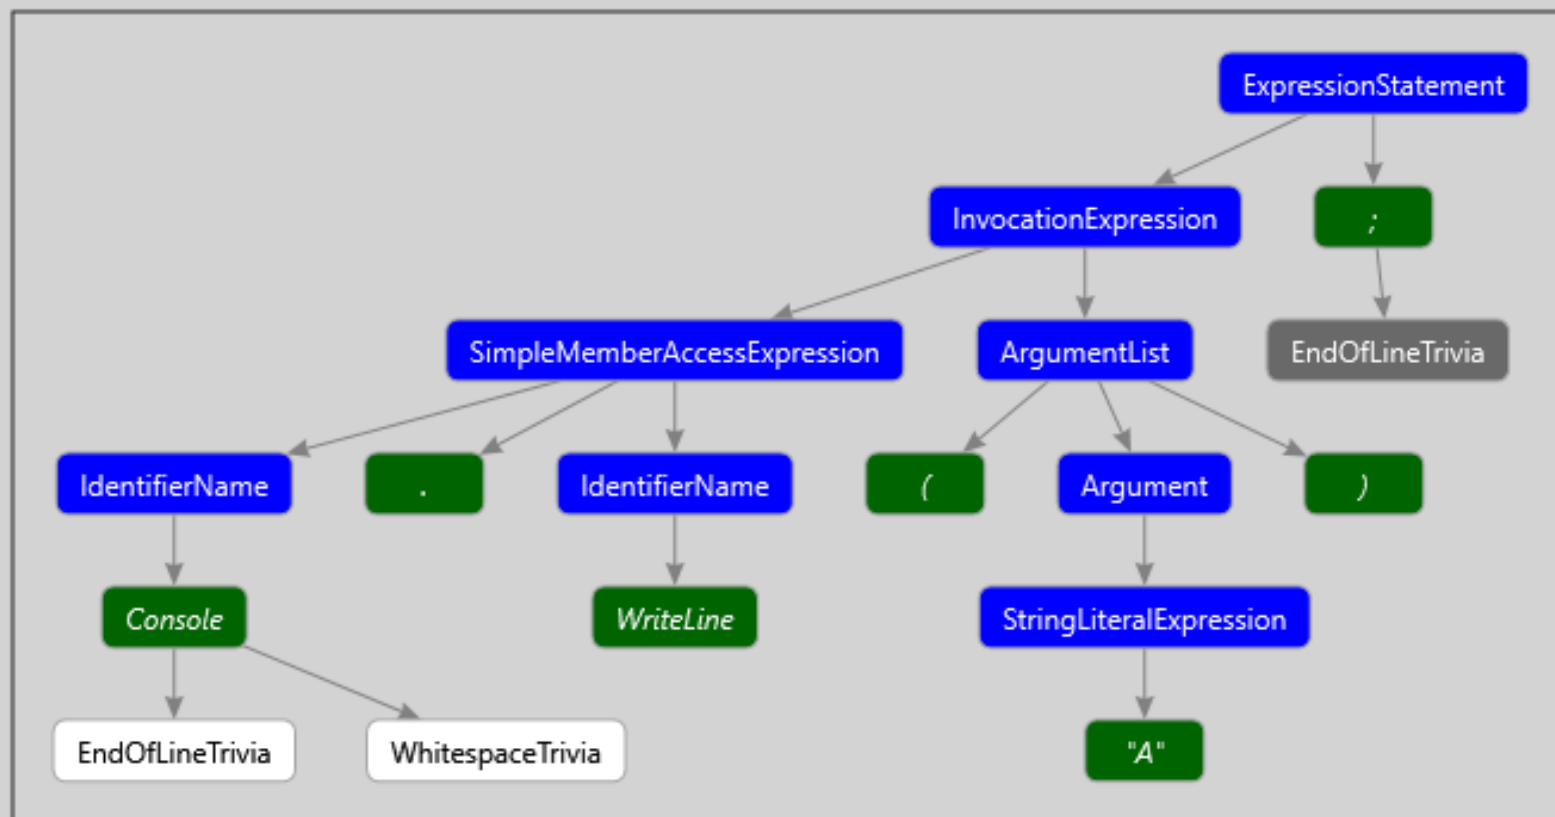 ExpressionStatement
InvocationExpression
;
SimpleMemberAccessExpression
ArgumentList
EndOfLineTrivia
IdentifierName
.
IdentifierName
(
Argument
)
Console
WriteLine
StringLiteralExpression
EndOfLineTrivia
WhitespaceTrivia
"A"